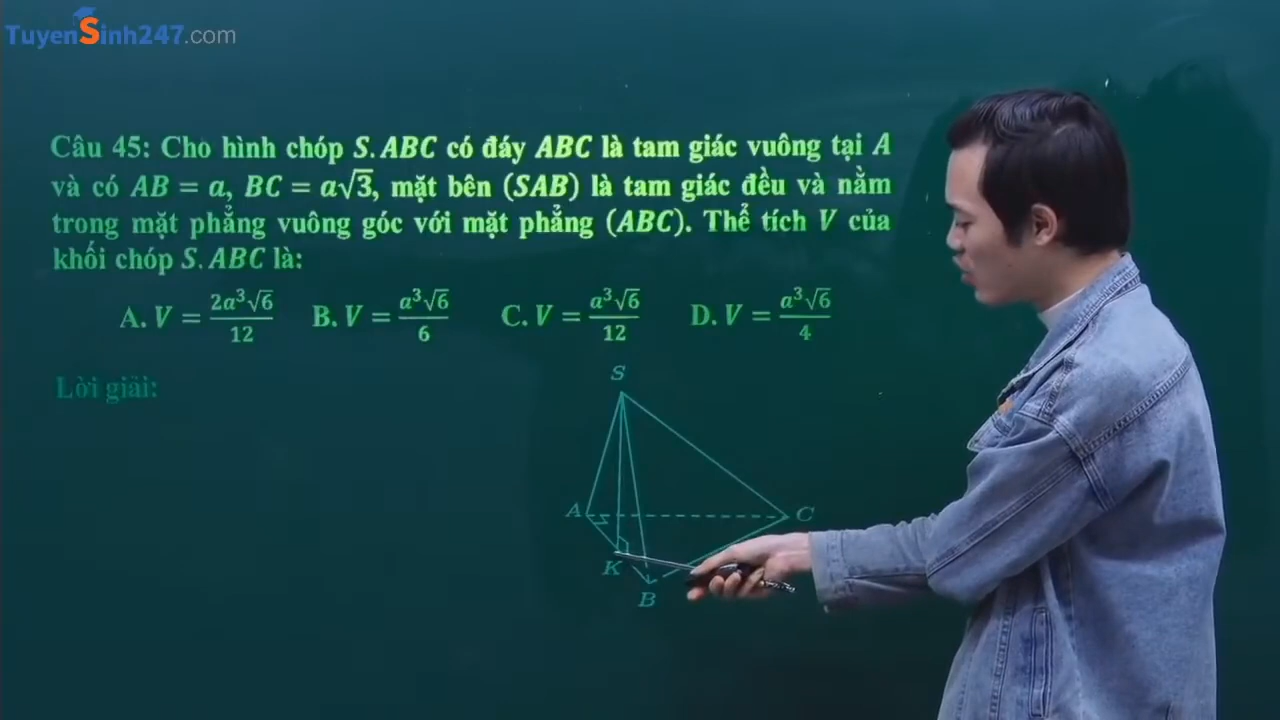 TuyenSinh247.com
Câu 45: Cho hình chóp S.ABC có đáy ABC là tam giác vuông tại A
và có AB = a, BC = a√3, mặt bên (SAB) là tam giác đều và nằm
trong mặt phẳng vuông góc với mặt phẳng (ABC). Thể tích V của
khối chóp S.ABC là:
A. V = 2a³√6/12 B. V = a³√6/6 C. V = a³√6/12 D. V = a³√6/4
Lời giải:
S
A
C
K
B